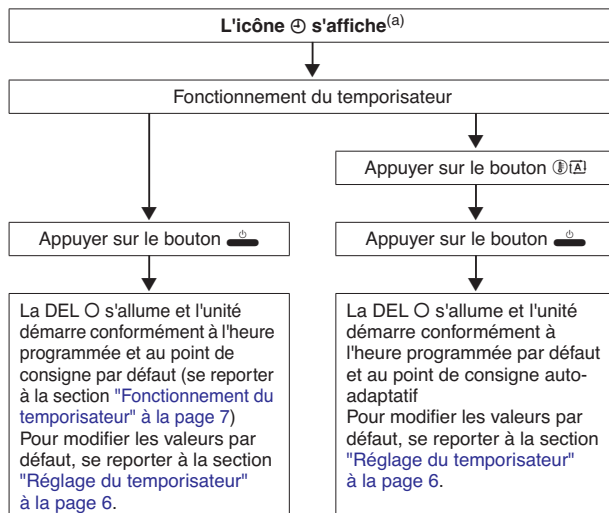 L'icône ⏲ s'affiche(a)
Fonctionnement du temporisateur
Appuyer sur le bouton
Appuyer sur le bouton
Appuyer sur le bouton
La DEL O s'allume et l'unité
démarre conformément à l'heure
programmée et au point de
consigne par défaut (se reporter
à la section "Fonctionnement du
temporisateur" à la page 7)
Pour modifier les valeurs par
défaut, se reporter à la section
"Réglage du temporisateur"
à la page 6.
La DEL O s'allume et l'unité
démarre conformément à
l'heure programmée par défaut
et au point de consigne auto-
adaptatif
Pour modifier les valeurs par
défaut, se reporter à la section
"Réglage du temporisateur"
à la page 6.